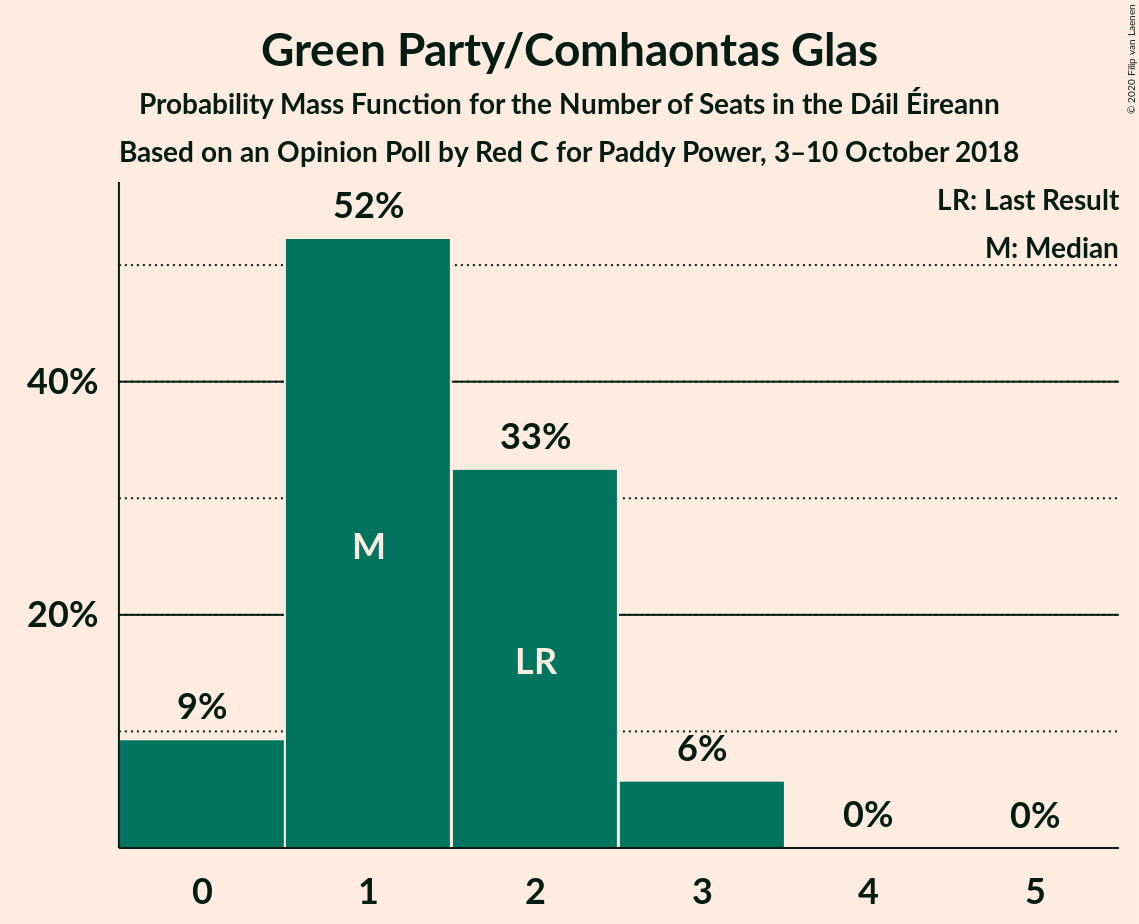 Green Party/Comhaontas Glas
Probability Mass Function for the Number of Seats in the Dáil Éireann
Based on an Opinion Poll by Red C for Paddy Power, 3–10 October 2018
© 2020 Filip van Laenen
LR: Last Result
M: Median
52%
40%
33%
M
20%
LR
9%
6%
0%
0%
0
1
2
3
4
5